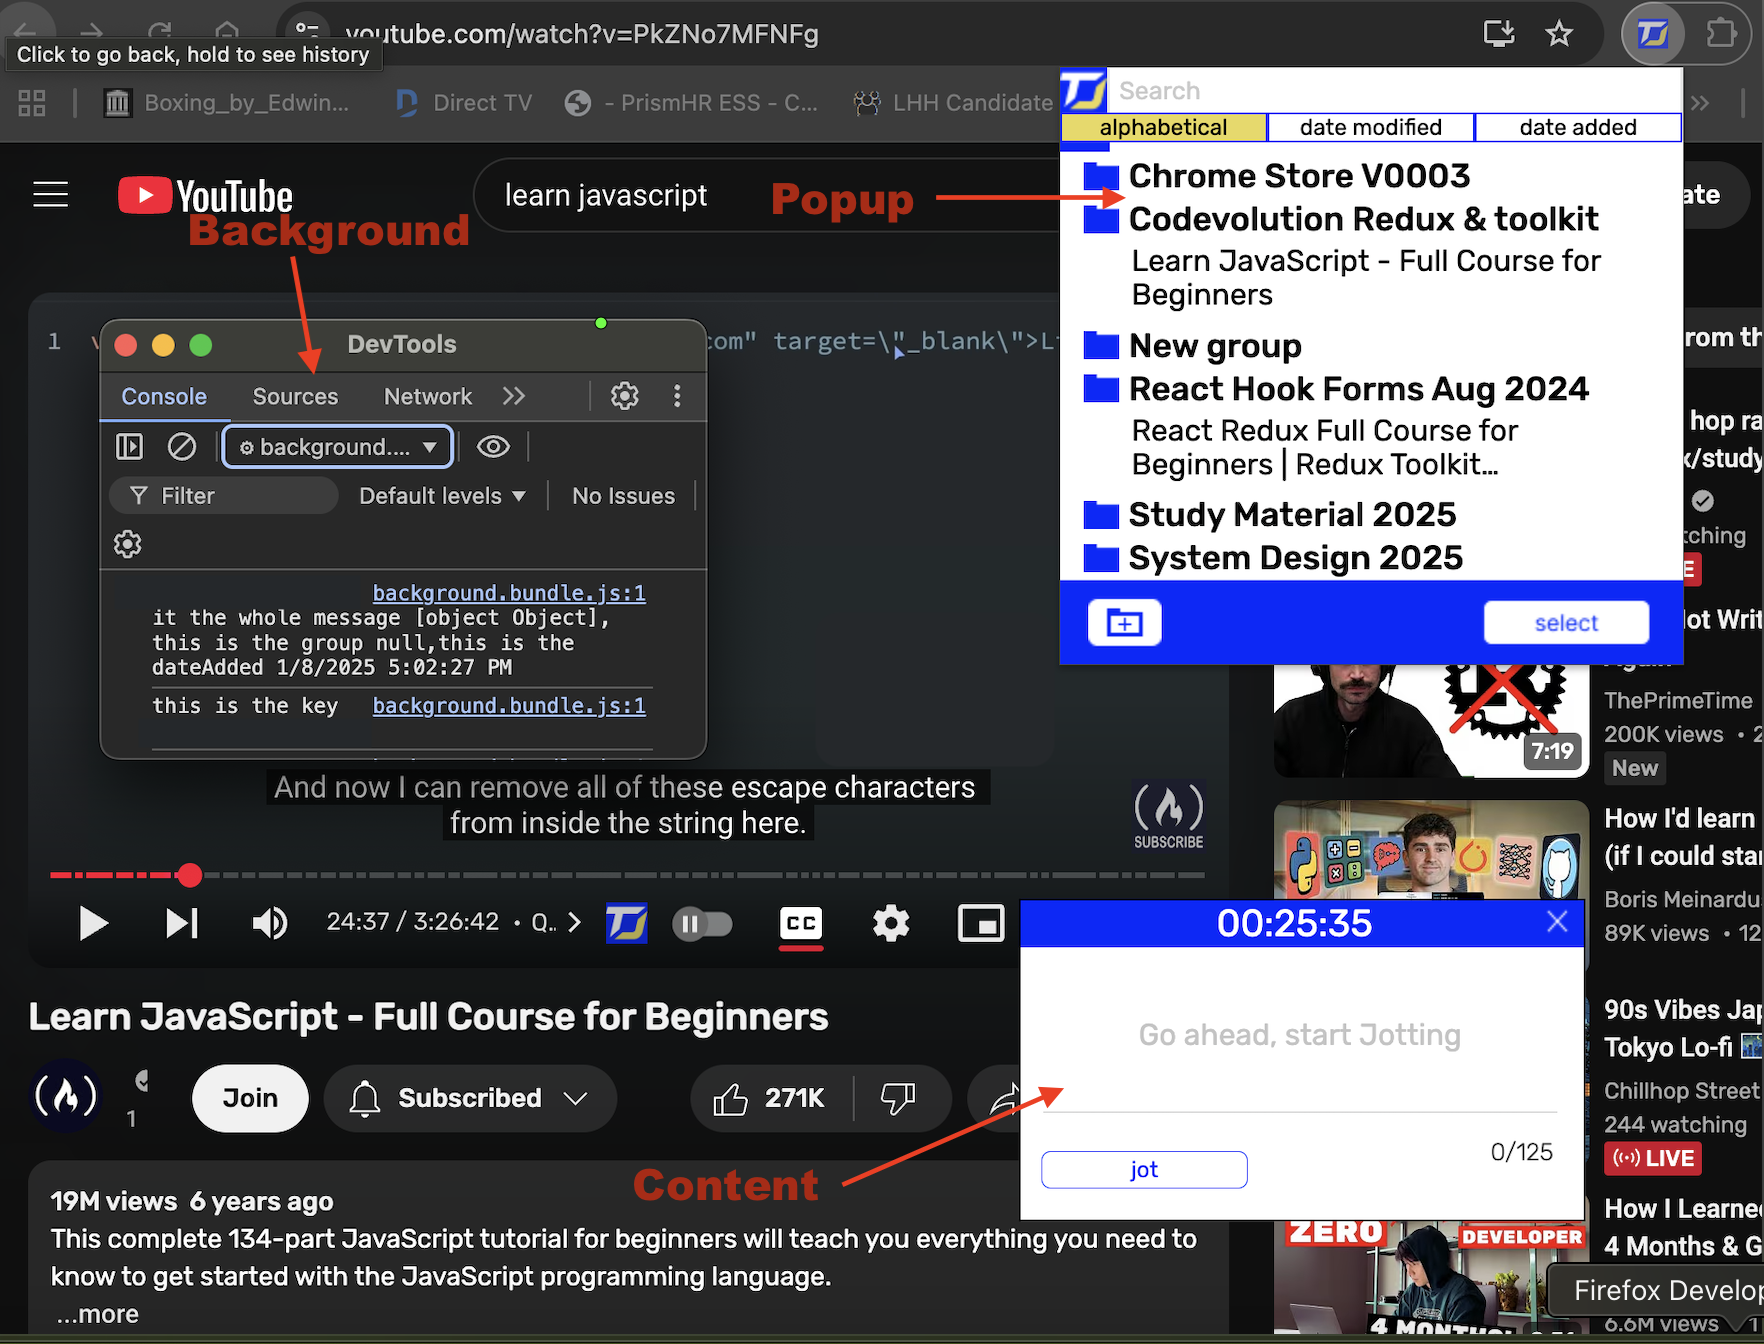 youtube.com/watch?v=PkZNo7MFNFg
Click to go back, hold to see history
Boxing_by_Edwin...
Direct TV
- PrismHR ESS - C...
LHH Candidate
Search
alphabetical
date modified
date added
Chrome Store V0003
Codevolution Redux & toolkit
Learn JavaScript - Full Course for
Beginners
New group
React Hook Forms Aug 2024
React Redux Full Course for
Beginners | Redux Toolkit...
Study Material 2025
System Design 2025
select
YouTube
learn javascript
Popup
Background
1
com" target=\"_blank\">L
DevTools
Console
Sources
Network
background....
Filter
Default levels
No Issues
background.bundle.js:1
it the whole message [object Object],
this is the group null,this is the
dateAdded 1/8/2025 5:02:27 PM
this is the key
background.bundle.js:1
And now I can remove all of these escape characters
from inside the string here.
SUBSCRIBE
24:37 / 3:26:42 • Q..
CC
00:25:35
Go ahead, start Jotting
0/125
jot
Content
Learn JavaScript - Full Course for Beginners
1
Join
Subscribed
271K
19M views 6 years ago
This complete 134-part JavaScript tutorial for beginners will teach you everything you need to
know to get started with the JavaScript programming language.
...more
ate
rom th
hop ra
x/study
tching
E
ot Writ
ThePrimeTime
200K views • 2
New
7:19
How I'd learn
(if I could star
Boris Meinardu
89K views • 12
90s Vibes Jap
Tokyo Lo-fi
Chillhop Street
244 watching
LIVE
How I Learne
4 Months & G
ZERO
DEVELOPER
4 MONTHS
Firefox Develop
6.6M views